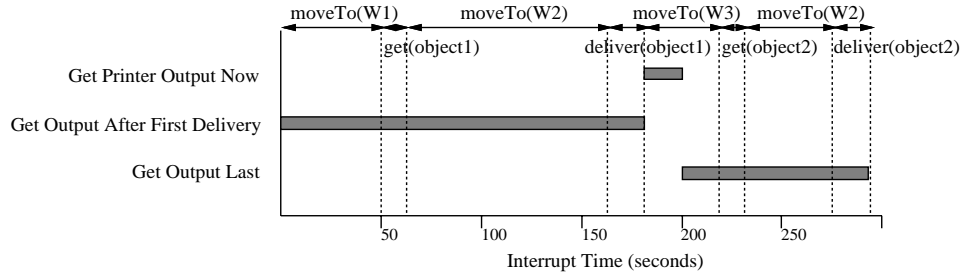 moveTo(W1) moveTo(W2) moveTo(W3) moveTo(W2)
get(object1) deliver(object1) get(object2) deliver(object2)
Get Printer Output Now
Get Output After First Delivery
Get Output Last
50 100 150 200 250
Interrupt Time (seconds)